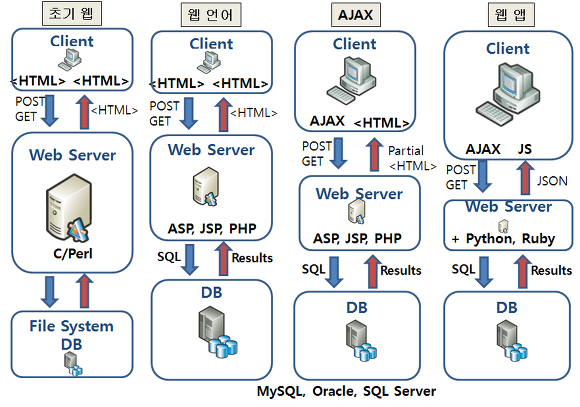 초기 웹
Client
<HTML> <HTML>
POST
GET
<HTML>
Web Server
C/Perl
File System
DB
웹 언어
Client
<HTML> <HTML>
POST
GET
<HTML>
Web Server
ASP, JSP, PHP
SQL
Results
DB
AJAX
Client
AJAX <HTML>
POST
GET
Partial
<HTML>
Web Server
ASP, JSP, PHP
SQL
Results
DB
웹 앱
Client
AJAX JS
POST
GET
JSON
Web Server
+ Python, Ruby
SQL
Results
DB
MySQL, Oracle, SQL Server